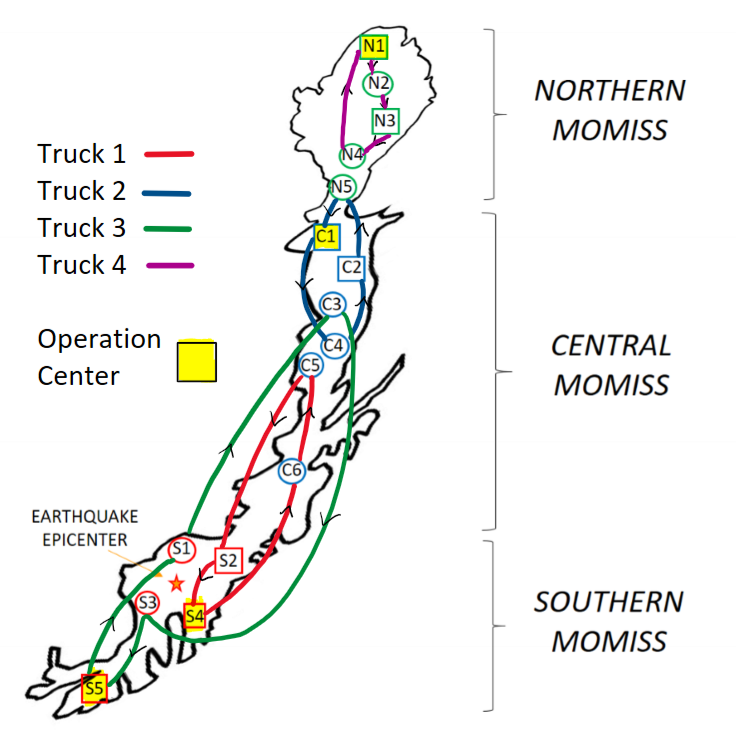 N1
N2
NORTHERN
MOMISS
N3
Truck 1
N4
Truck 2
N5
Truck 3
C1
Truck 4
C2
C3
Operation
Center
C4
CENTRAL
MOMISS
C5
C6
EARTHQUAKE
EPICENTER
S1
S2
S3
S4
SOUTHERN
MOMISS
S5